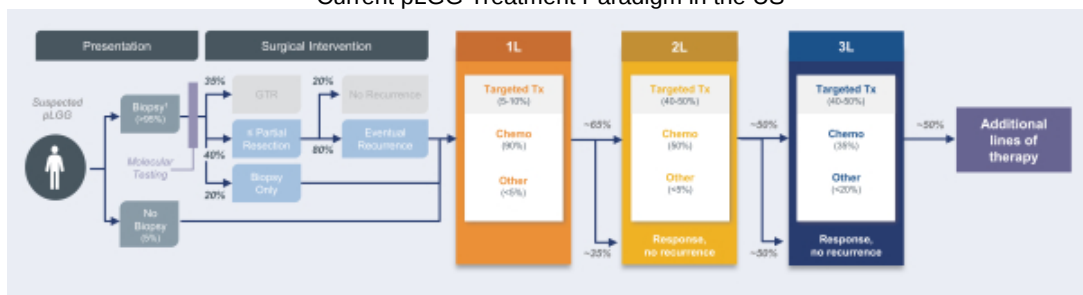 Current pLGG Treatment Paradigm in the US
Presentation
Surgical Intervention
Suspected
pLGG
Biopsy¹
(>95%)
Molecular
Testing
No
Biopsy
(5%)
35%
40%
20%
GTR
≤ Partial
Resection
Biopsy
Only
20%
80%
No Recurrence
Eventual
Recurrence
1L
Targeted Tx
(5-10%)
Chemo
(90%)
Other
(<5%)
~65%
~35%
2L
Targeted Tx
(40-50%)
Chemo
(50%)
Other
Response,
no recurrence
~50%
~50%
3L
Targeted Tx
(40-50%)
Chemo
Other
(<20%)
Response,
no recurrence
~50%
Additional
lines of
therapy